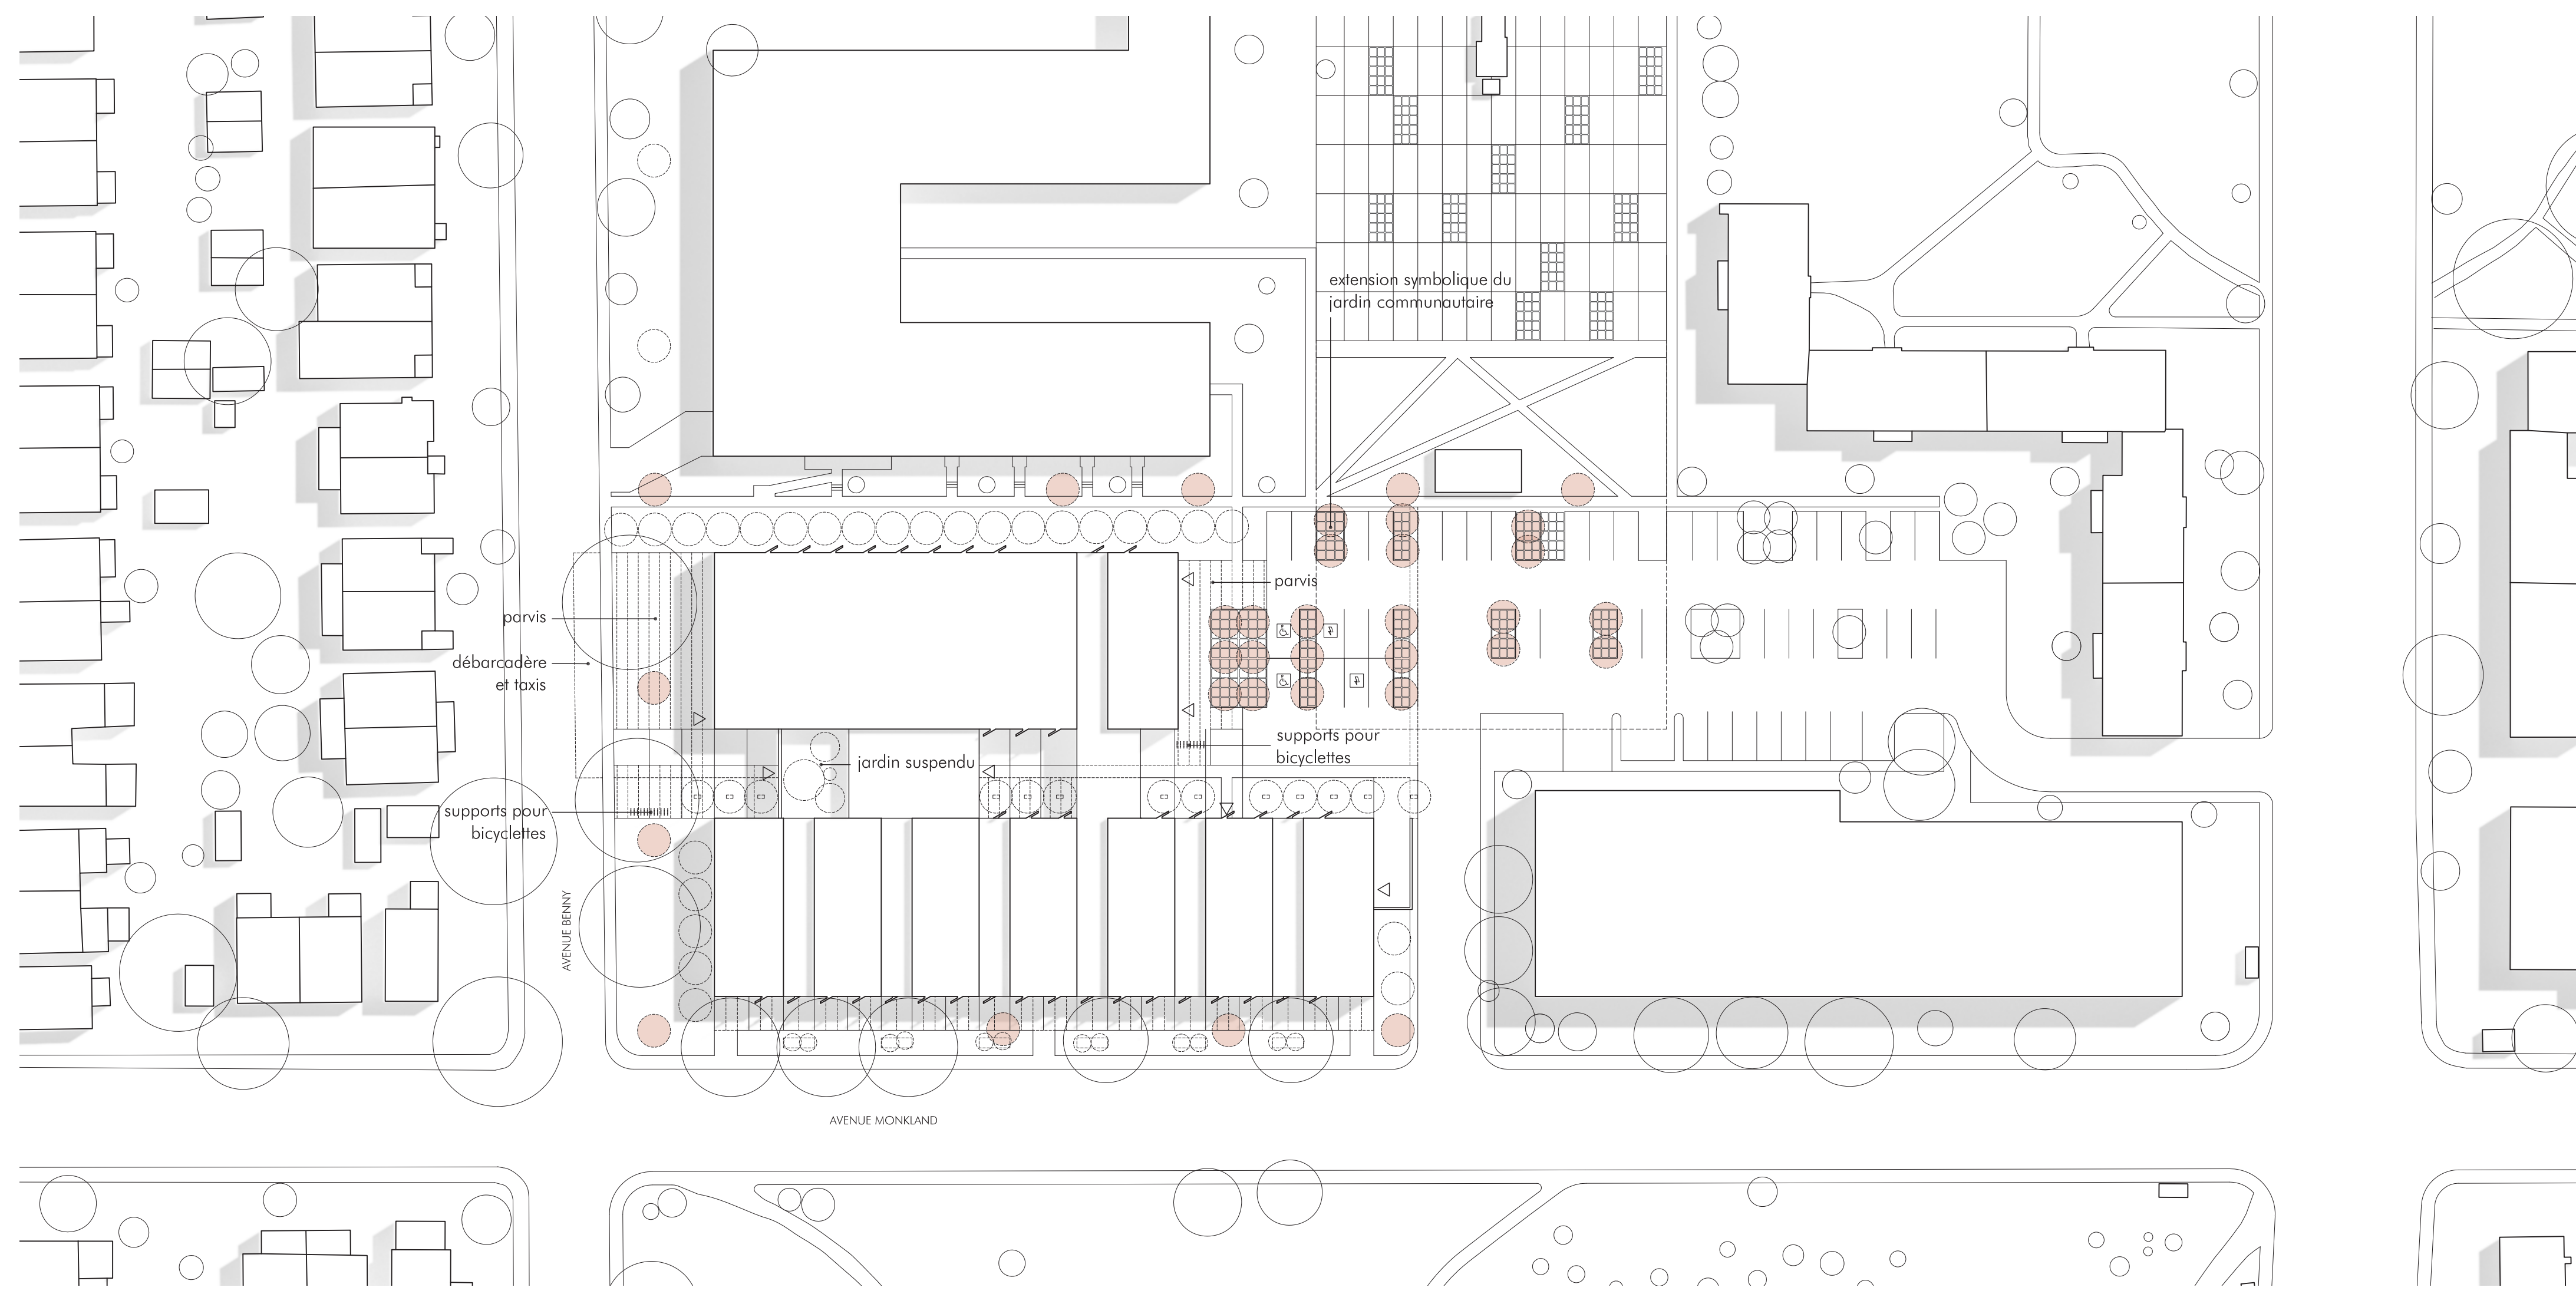 extension symbolique du
jardin communautaire
parvis
parvis
débarcadère
et taxis
supports pour
bicyclettes
jardin suspendu
supports pour
bicyclettes
AVENUE BENNY
AVENUE MONKLAND